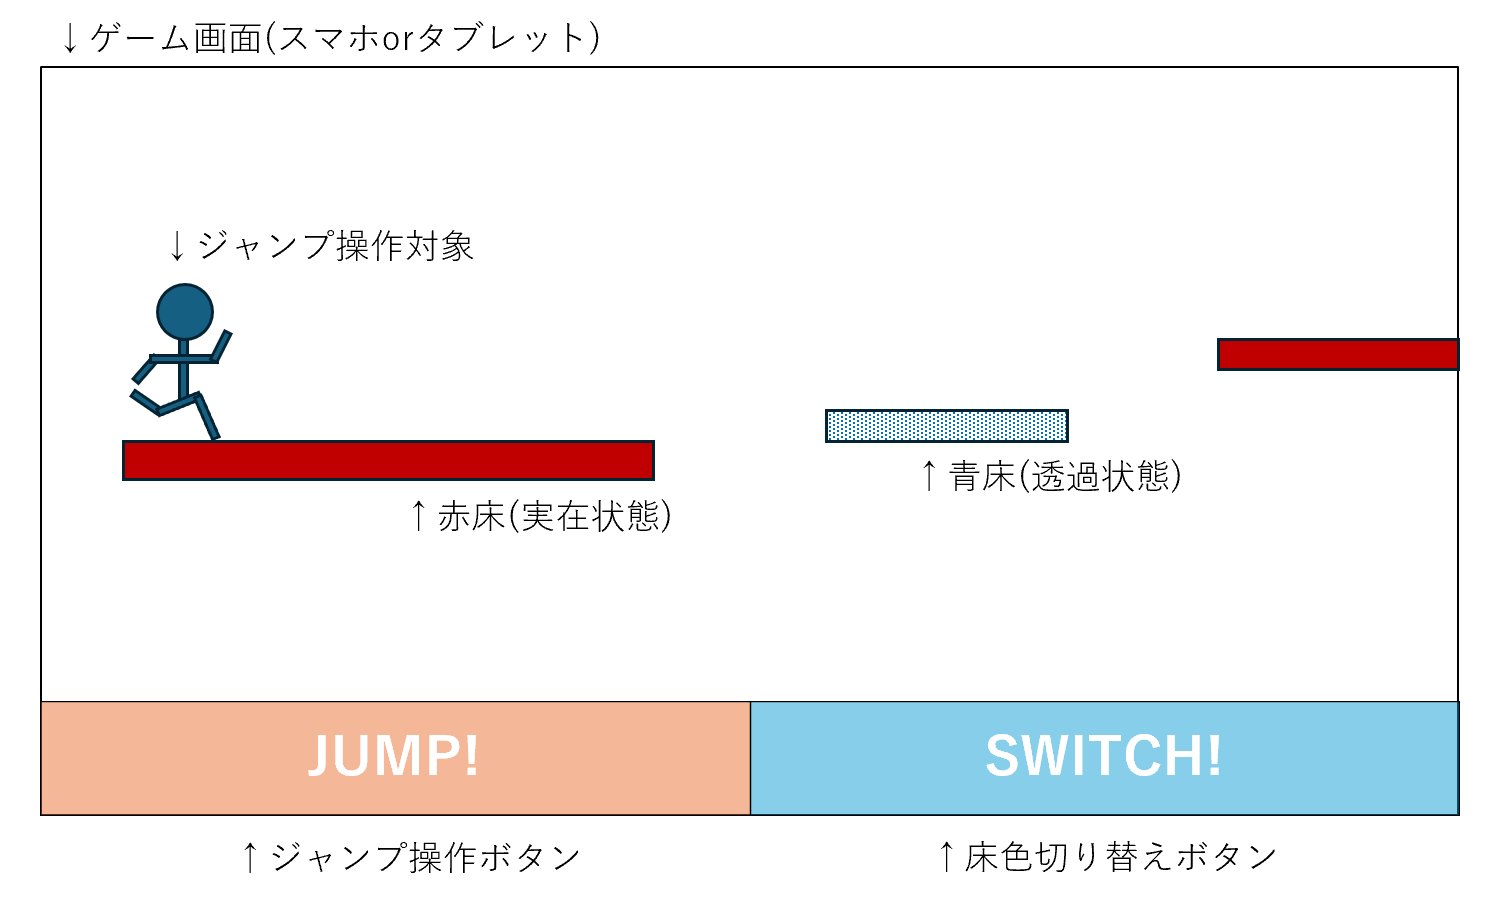 ↓ゲーム画面(スマホorタブレット)
↓ジャンプ操作対象
↑青床(透過状態)
↑赤床(実在状態)
JUMP!
SWITCH!
↑ジャンプ操作ボタン
↑床色切り替えボタン